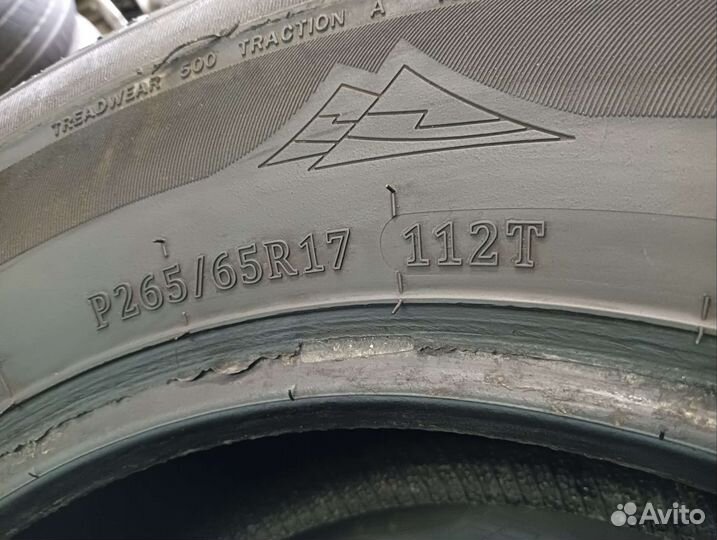 TREADWEAR 500 TRACTION A
P265/65R17 112T
Avito